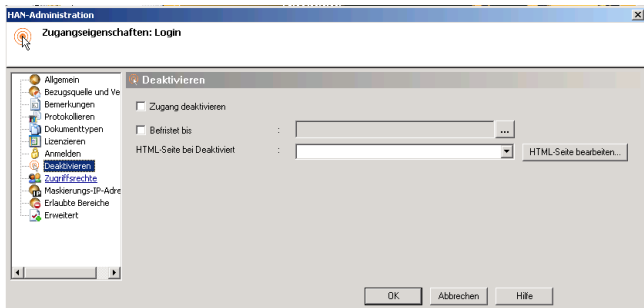 HAN-Administration
Zugangseigenschaften: Login
Allgemein
Bezugsquelle und Ve
Bemerkungen
Protokollieren
Dokumenttypen
Lizenzieren
Anmelden
Deaktivieren
Zugriffsrechte
Maskierungs-IP-Adre
Erlaubte Bereiche
Erweitert
Deaktivieren
Zugang deaktivieren
Befristet bis : ...
HTML-Seite bei Deaktiviert : HTML-Seite bearbeiten...
OK Abbrechen Hilfe